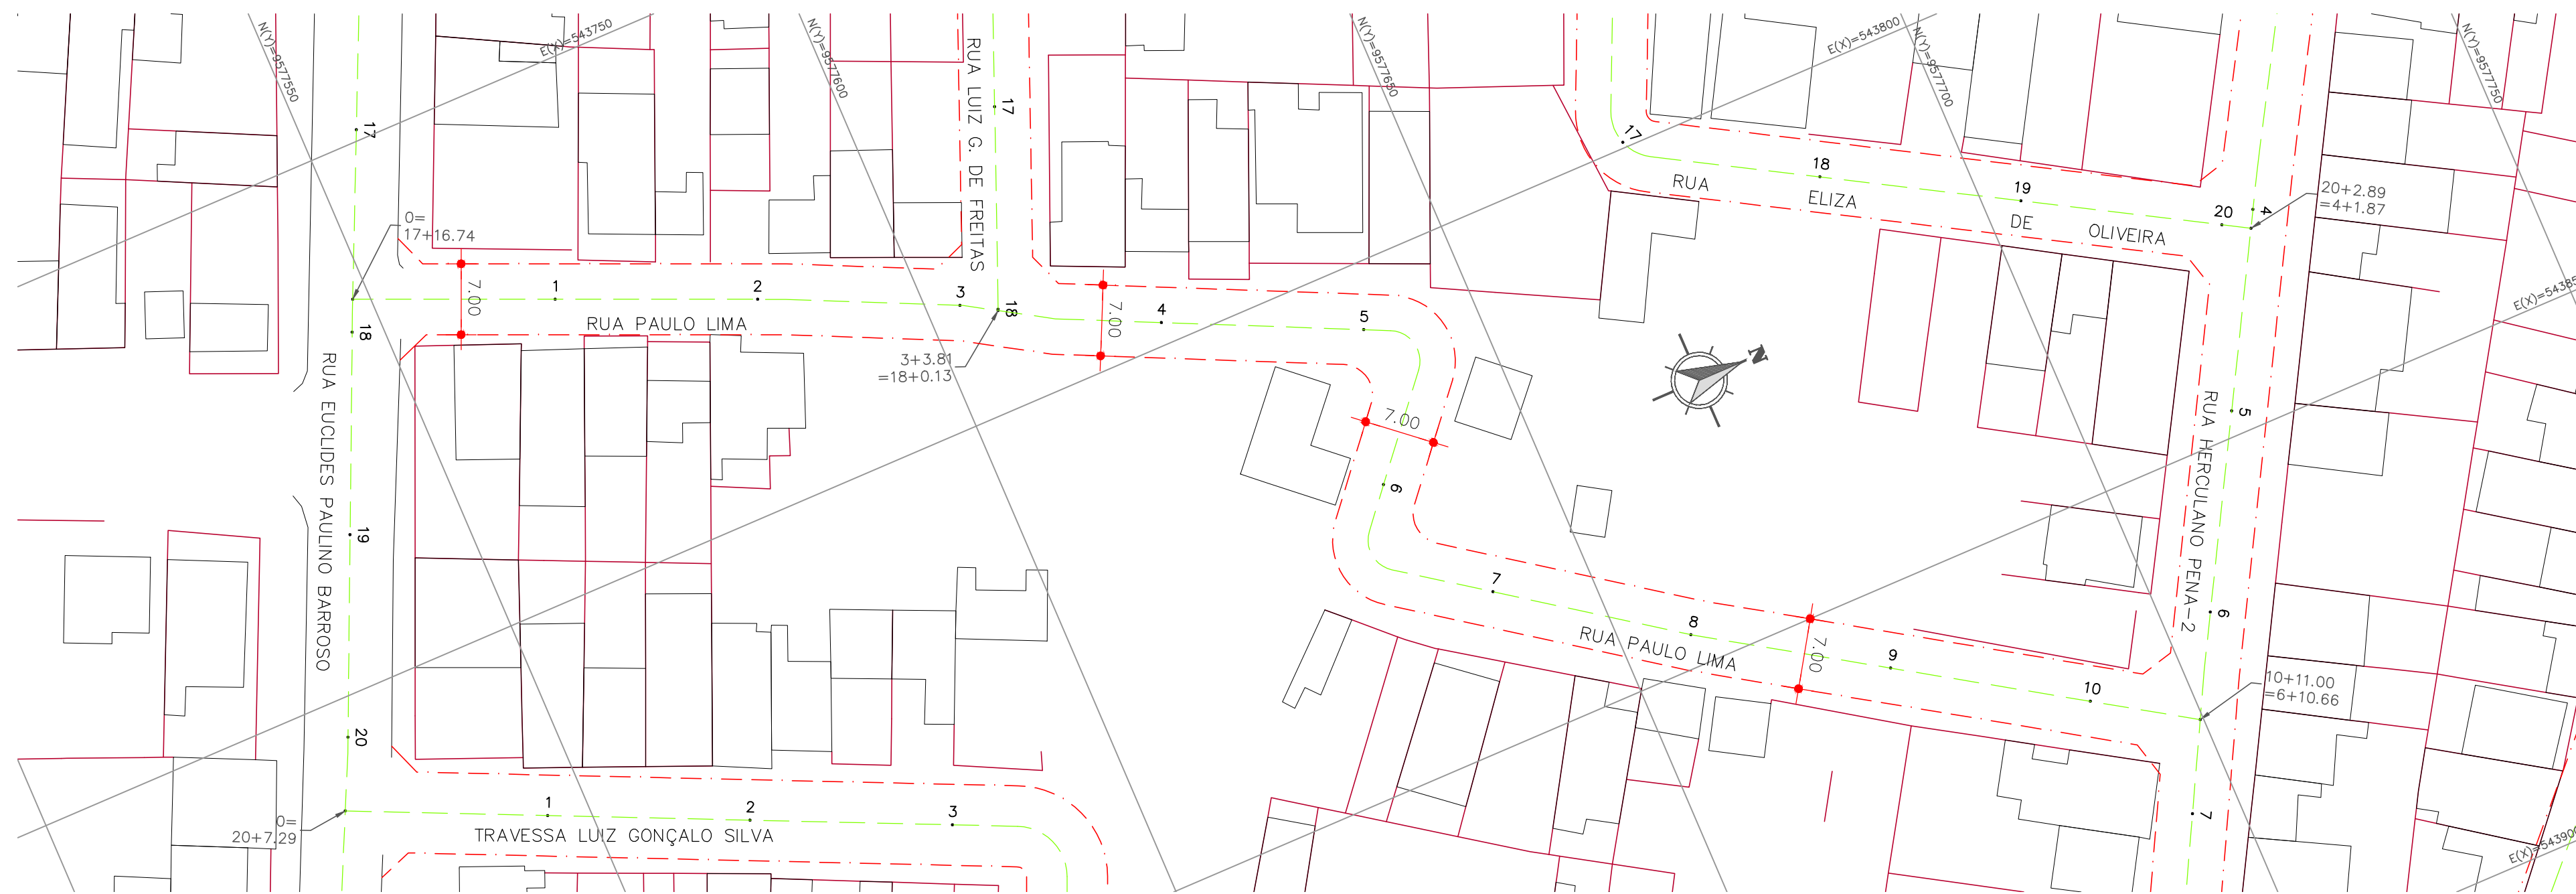 N(Y)=9577550
E(X)=543750
N(Y)=9577600
N(Y)=9577650
E(X)=543800
N(Y)=9577700
N(Y)=9577750
17
RUA LUIZ G. DE FREITAS
17
17
18
19
20
4
20+2.89
=4+1.87
RUA ELIZA DE OLIVEIRA
0=
17+16.74
7.00
1
2
3
18
4
5
7.00
18
RUA PAULO LIMA
3+3.81
=18+0.13
N
7.00
5
RUA EUCLIDES PAULINO BARROSO
RUA HERCULANO PENA-2
6
19
7
8
6
RUA PAULO LIMA
7.00
9
10
10+11.00
=6+10.66
20
1
2
3
7
0=
20+7.29
TRAVESSA LUIZ GONÇALO SILVA